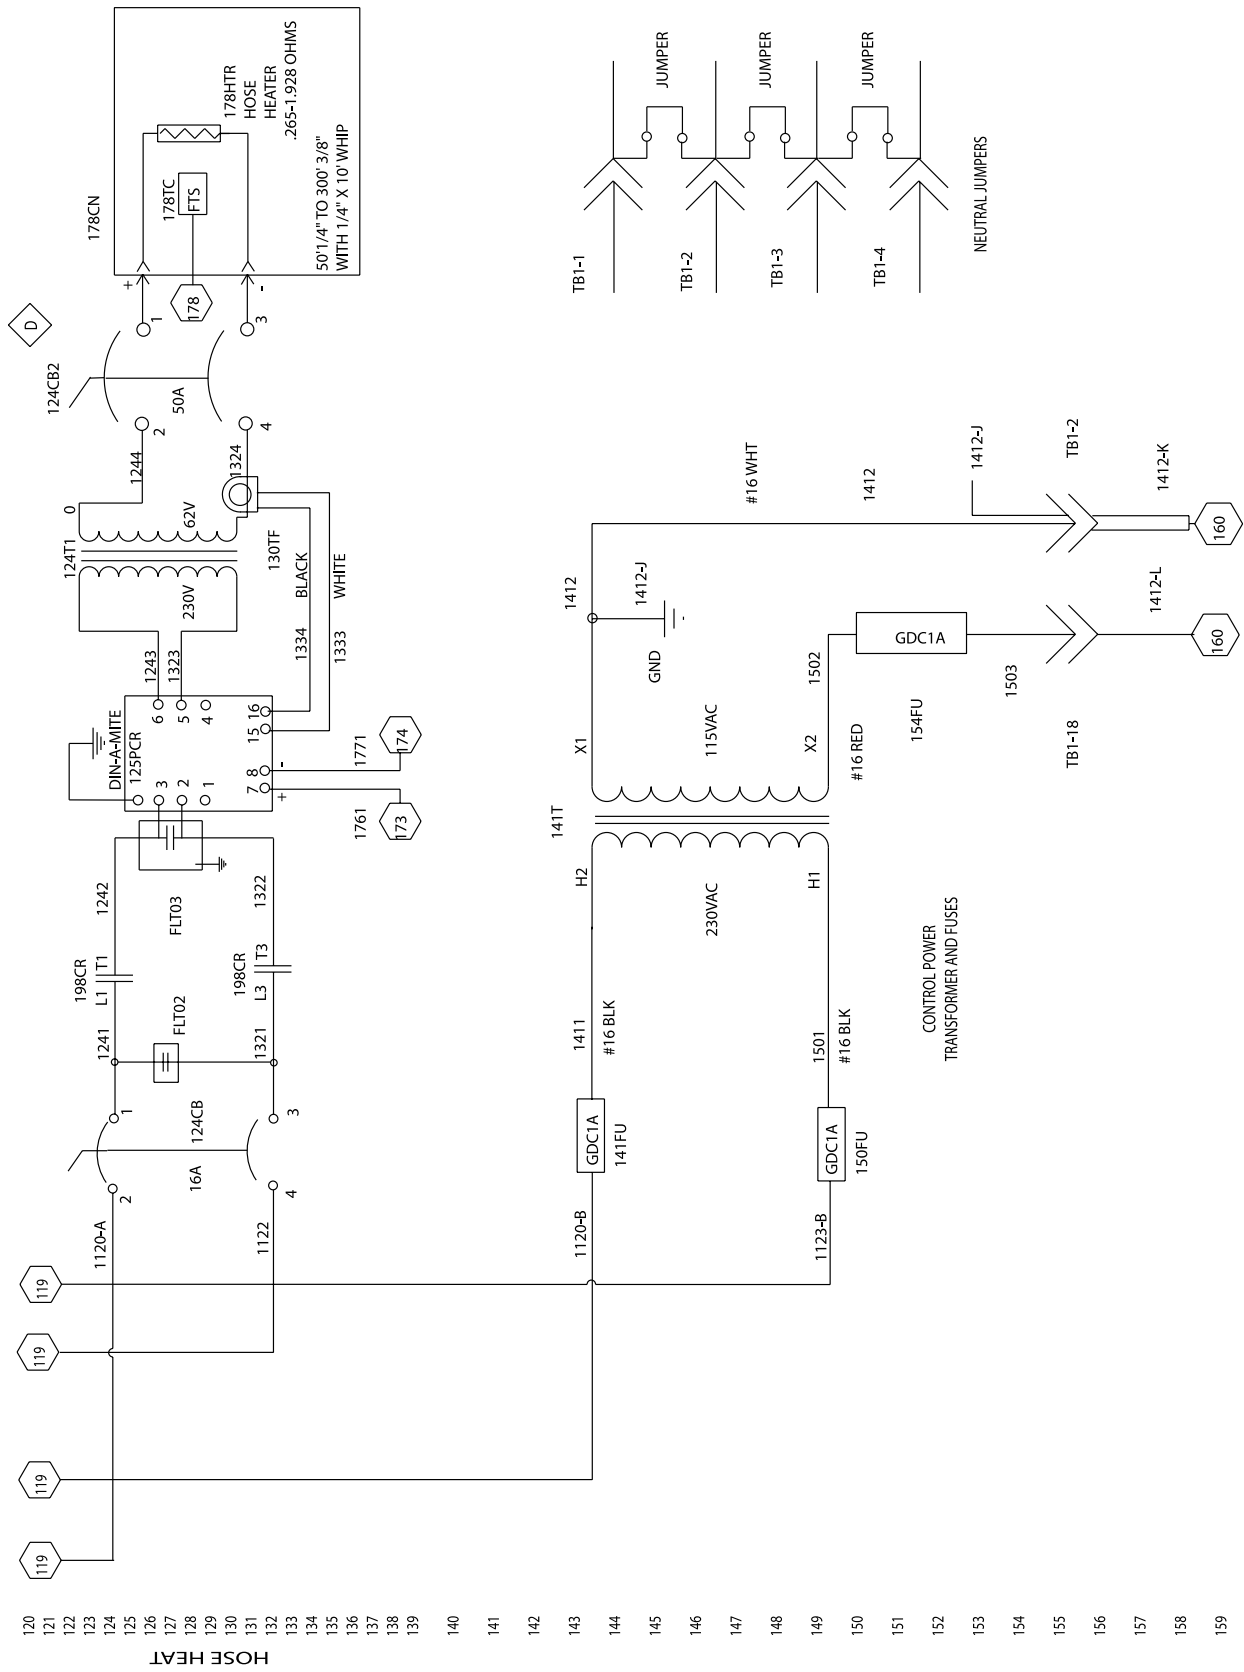 HOSE HEAT
120
121
122
123
124
125
126
127
128
129
130
131
132
133
134
135
136
137
138
139
140
141
142
143
144
145
146
147
148
149
150
151
152
153
154
155
156
157
158
159
119
119
119
119
1120-A
2
1
16A
124CB
1122
4
3
1241
FLT02
1321
198CR
L1 T1
198CR
L3 T3
1242
FLT03
1322
DIN-A-MITE
125PCR
3
2
1
6
5
4
7
8
15
16
+
-
1761
173
1771
174
1243
1323
1334
BLACK
1333
WHITE
124T1
230V
62V
0
130TF
1244
1324
124CB2
2
1
50A
4
3
D
+
-
178
178CN
178TC
FTS
178HTR
HOSE
HEATER
.265-1.928 OHMS
50'1/4" TO 300' 3/8"
WITH 1/4" X 10' WHIP
1120-B
GDC1A
141FU
1411
#16 BLK
H2
1123-B
GDC1A
150FU
1501
#16 BLK
H1
141T
230VAC
115VAC
X1
X2
#16 RED
1502
GND
1412
1412-J
154FU
GDC1A
1503
TB1-18
1412-L
160
#16 WHT
1412
1412-J
TB1-2
1412-K
160
CONTROL POWER
TRANSFORMER AND FUSES
TB1-1
TB1-2
TB1-3
TB1-4
JUMPER
JUMPER
JUMPER
NEUTRAL JUMPERS